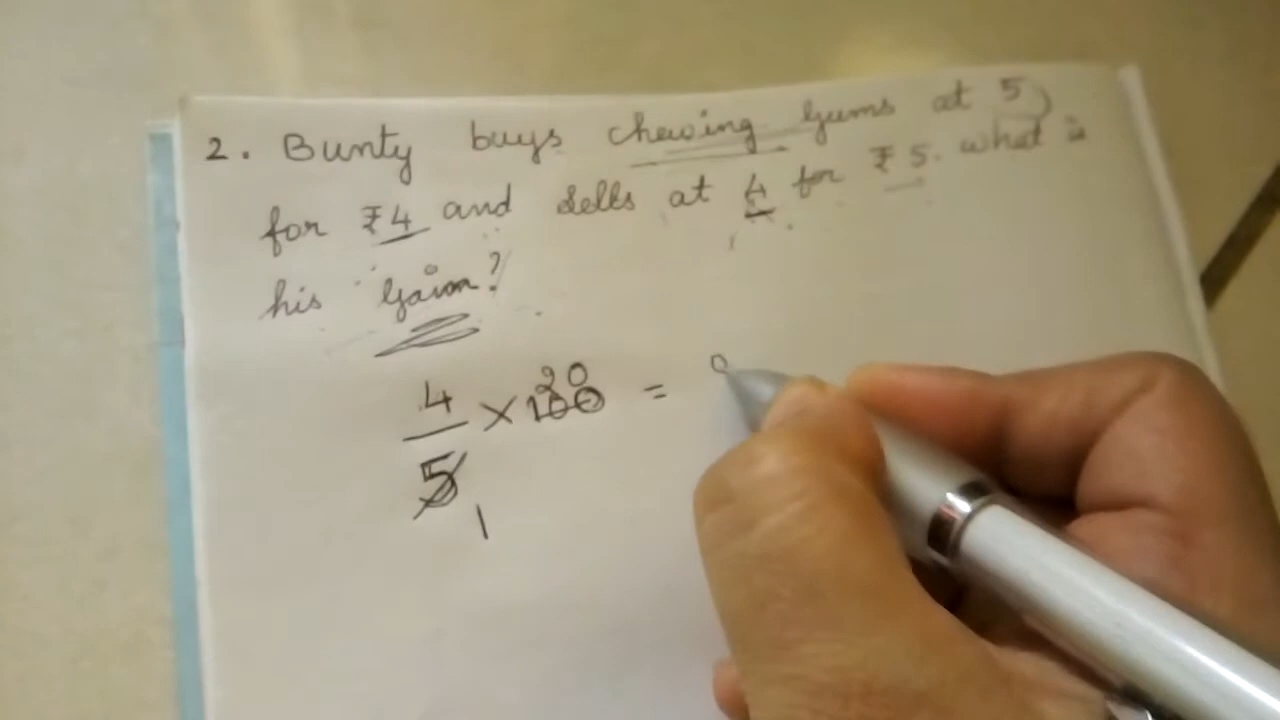 2. Bunty buys chewing gums at 5
for ₹4 and sells at 4 for ₹5. what is
his Gain?
4/5 × 100 =
20
1